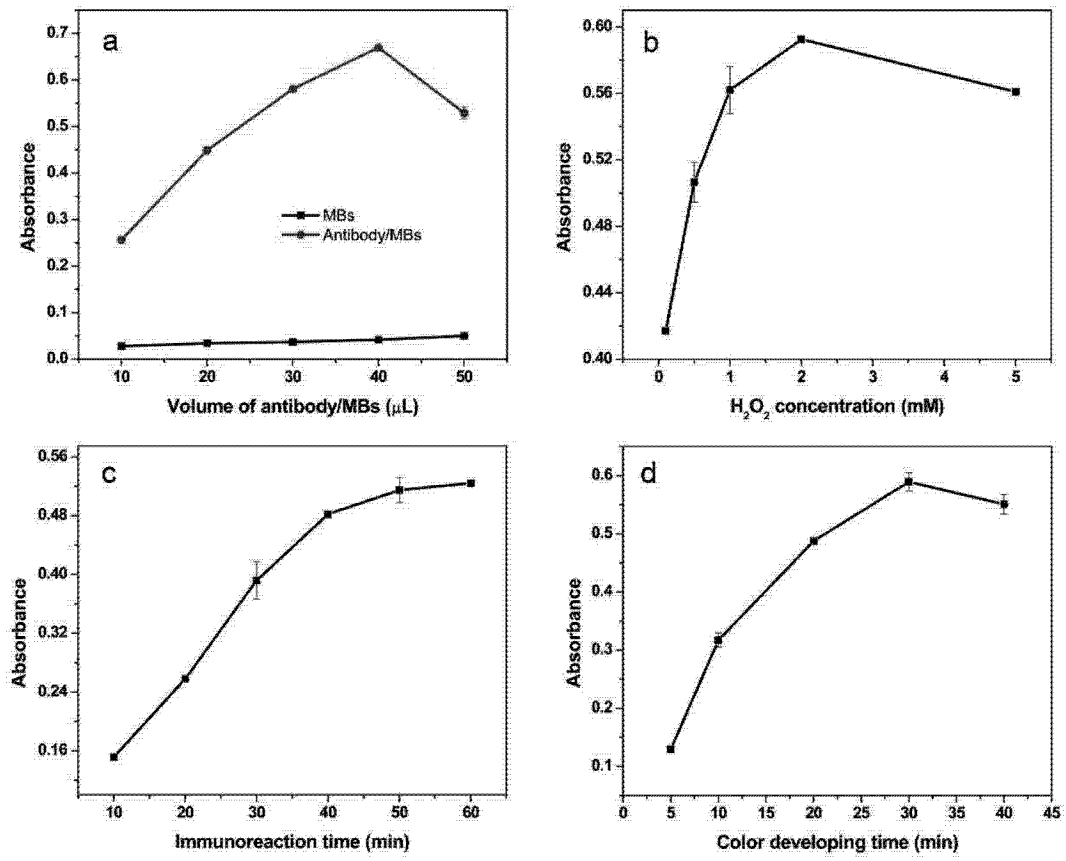 a
0.7
0.6
0.5
0.4
0.3
0.2
0.1
0.0
Absorbance
MBs
Antibody/MBs
10 20 30 40 50
Volume of antibody/MBs (μL)
b
0.60
0.56
0.52
0.48
0.44
0.40
Absorbance
0 1 2 3 4 5
H₂O₂ concentration (mM)
c
0.56
0.48
0.40
0.32
0.24
0.16
Absorbance
10 20 30 40 50 60
Immunoreaction time (min)
d
0.6
0.5
0.4
0.3
0.2
0.1
Absorbance
0 5 10 15 20 25 30 35 40 45
Color developing time (min)